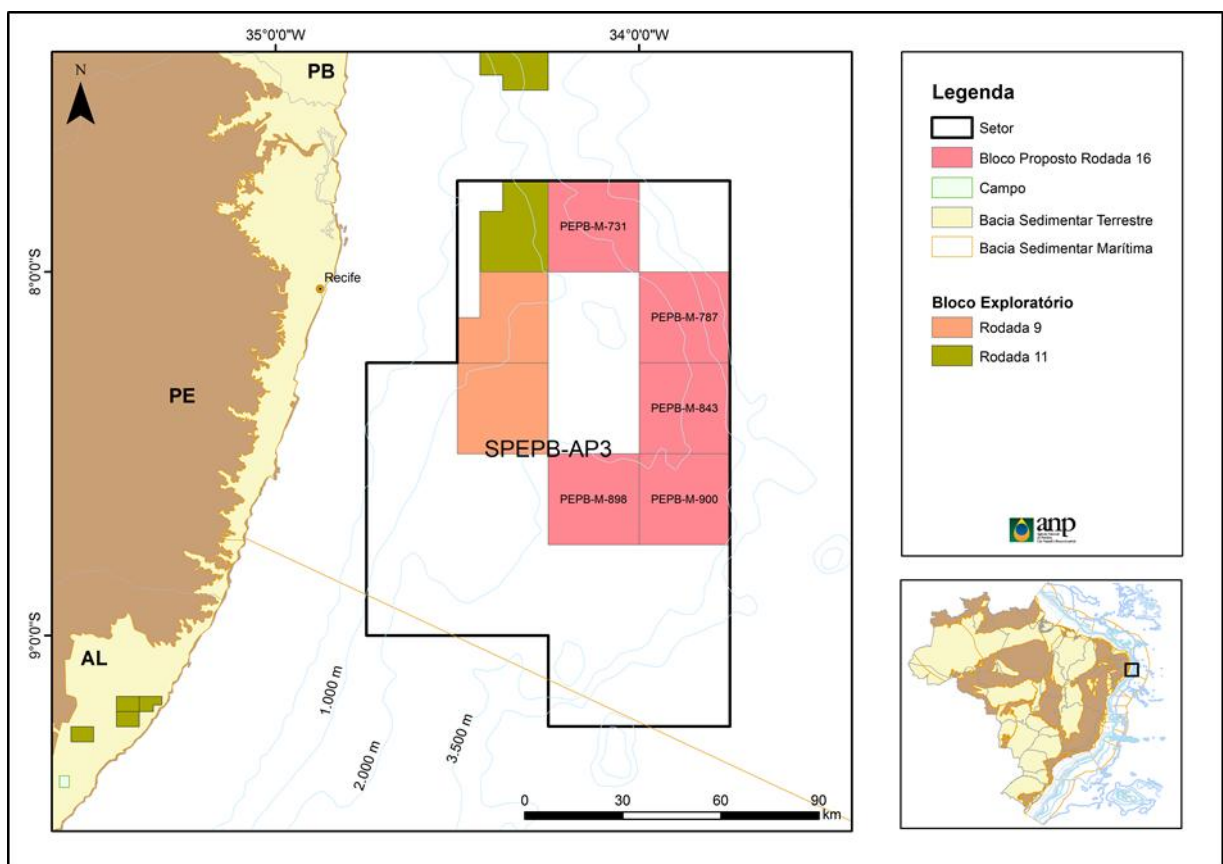 35°0'0"W
34°0'0"W
N
PB
8°0'0"S
Recife
PE
PEPB-M-731
PEPB-M-787
PEPB-M-843
SPEPB-AP3
PEPB-M-898
PEPB-M-900
9°0'0"S
AL
1.000 m
2.000 m
3.500 m
0 30 60 90
km
Legenda
Setor
Bloco Proposto Rodada 16
Campo
Bacia Sedimentar Terrestre
Bacia Sedimentar Marítima
Bloco Exploratório
Rodada 9
Rodada 11
anp